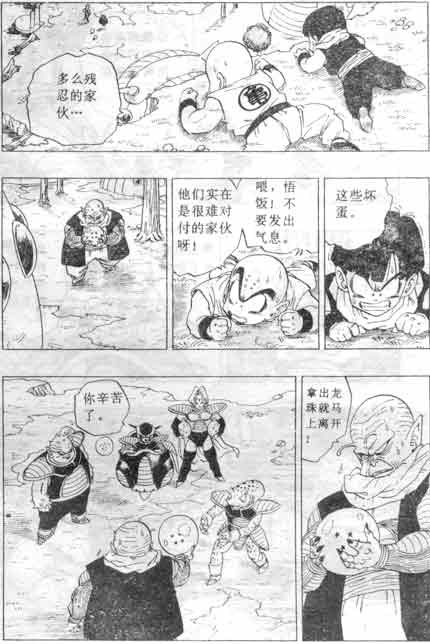 多么残
忍的家
伙…
这些坏
蛋。
喂，悟
饭！不
要发出
气息。
他们实在
是很难对
付的家伙
呀！
拿出龙
珠就马
上离开
！
你辛苦
了。